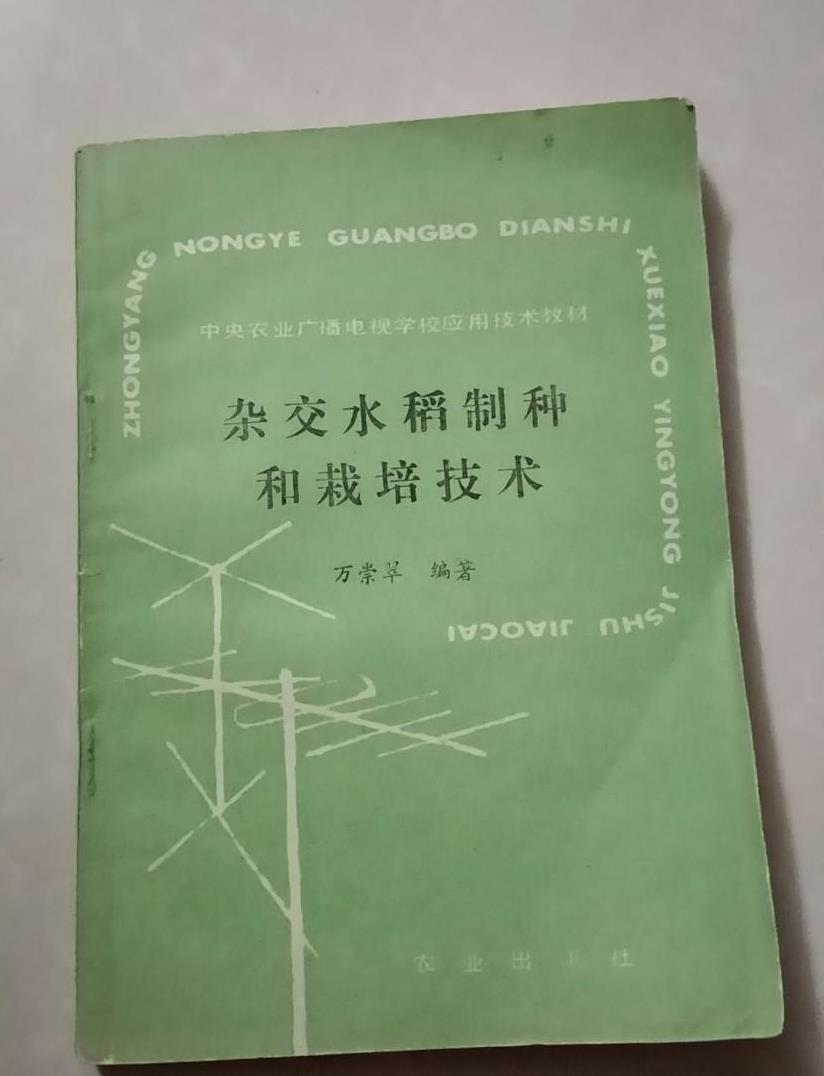 ZHONGYANG NONGYE GUANGBO DIANSHI XUEXIAO YINGYONG JISHU JIAOCAI
中央农业广播电视学校应用技术教材
杂交水稻制种
和栽培技术
万崇翠 编著
农业出版社